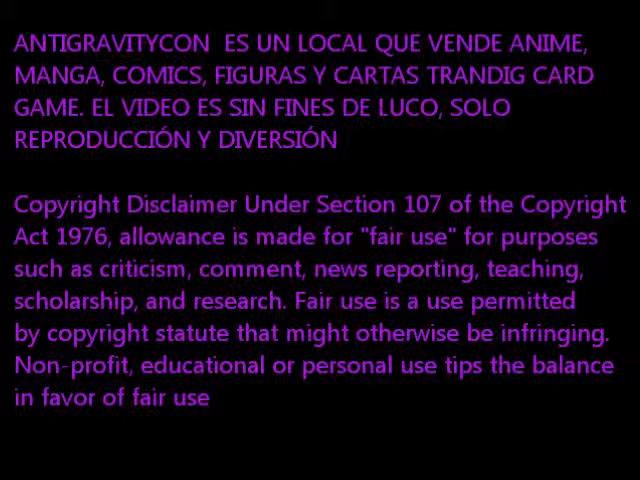 ANTIGRAVITYCON  ES UN LOCAL QUE VENDE ANIME,
MANGA, COMICS, FIGURAS Y CARTAS TRANDIG CARD
GAME. EL VIDEO ES SIN FINES DE LUCO, SOLO
REPRODUCCIÓN Y DIVERSIÓN
Copyright Disclaimer Under Section 107 of the Copyright
Act 1976, allowance is made for "fair use" for purposes
such as criticism, comment, news reporting, teaching,
scholarship, and research. Fair use is a use permitted
by copyright statute that might otherwise be infringing.
Non-profit, educational or personal use tips the balance
in favor of fair use